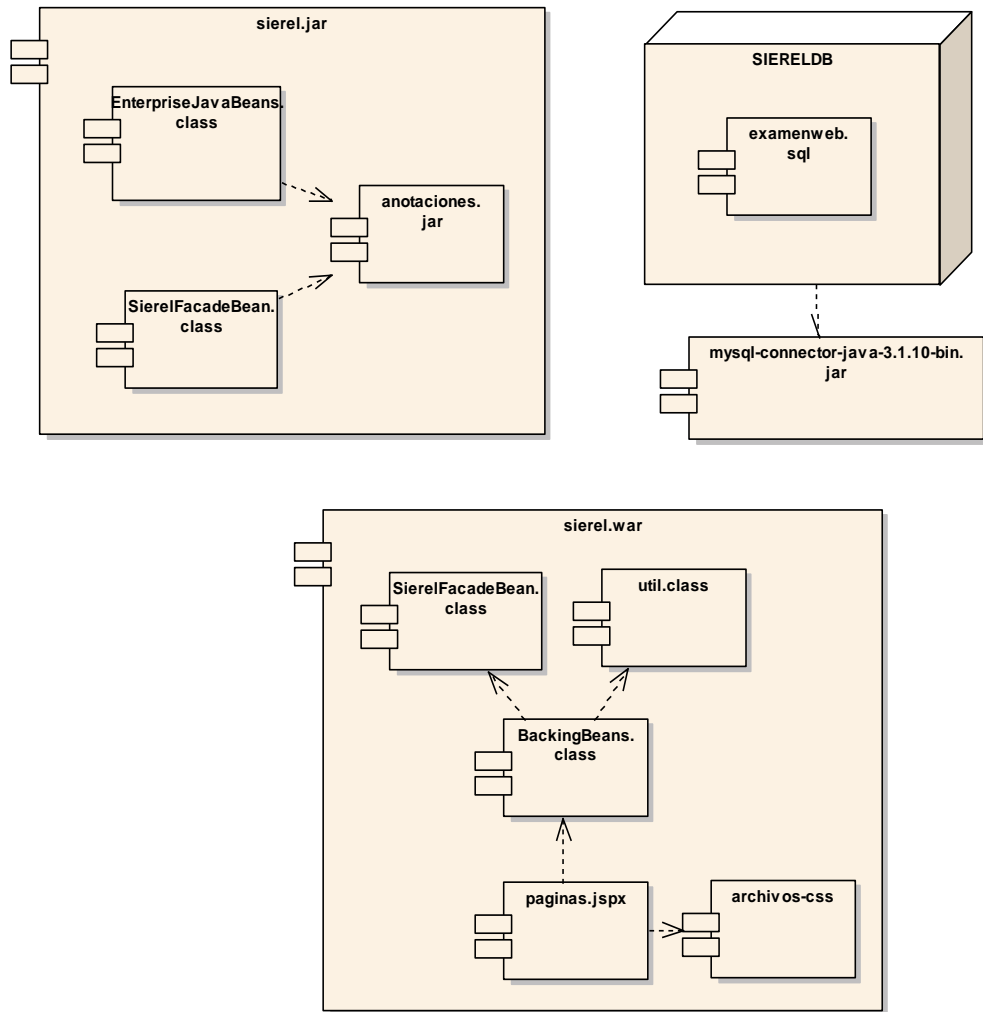 sierel.jar
EnterpriseJavaBeans.
class
anotaciones.
jar
SierelFacadeBean.
class
SIERELDB
examenweb.
sql
mysql-connector-java-3.1.10-bin.
jar
sierel.war
SierelFacadeBean.
class
util.class
BackingBeans.
class
paginas.jspx
archivos-css